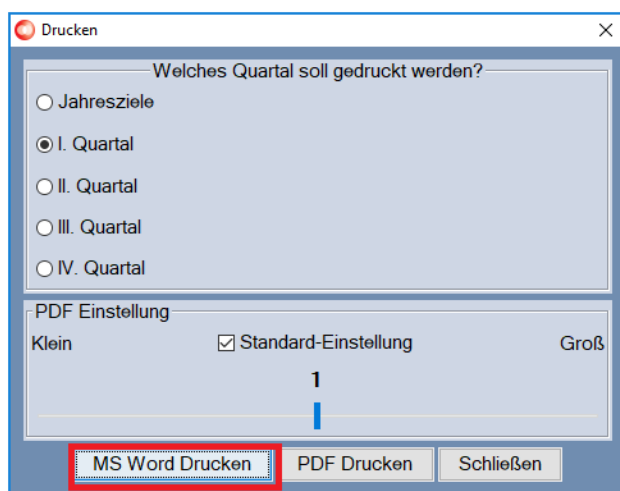 Drucken
Welches Quartal soll gedruckt werden?
Jahresziele
I. Quartal
II. Quartal
III. Quartal
IV. Quartal
PDF Einstellung
Klein Standard-Einstellung Groß
1
MS Word Drucken PDF Drucken Schließen